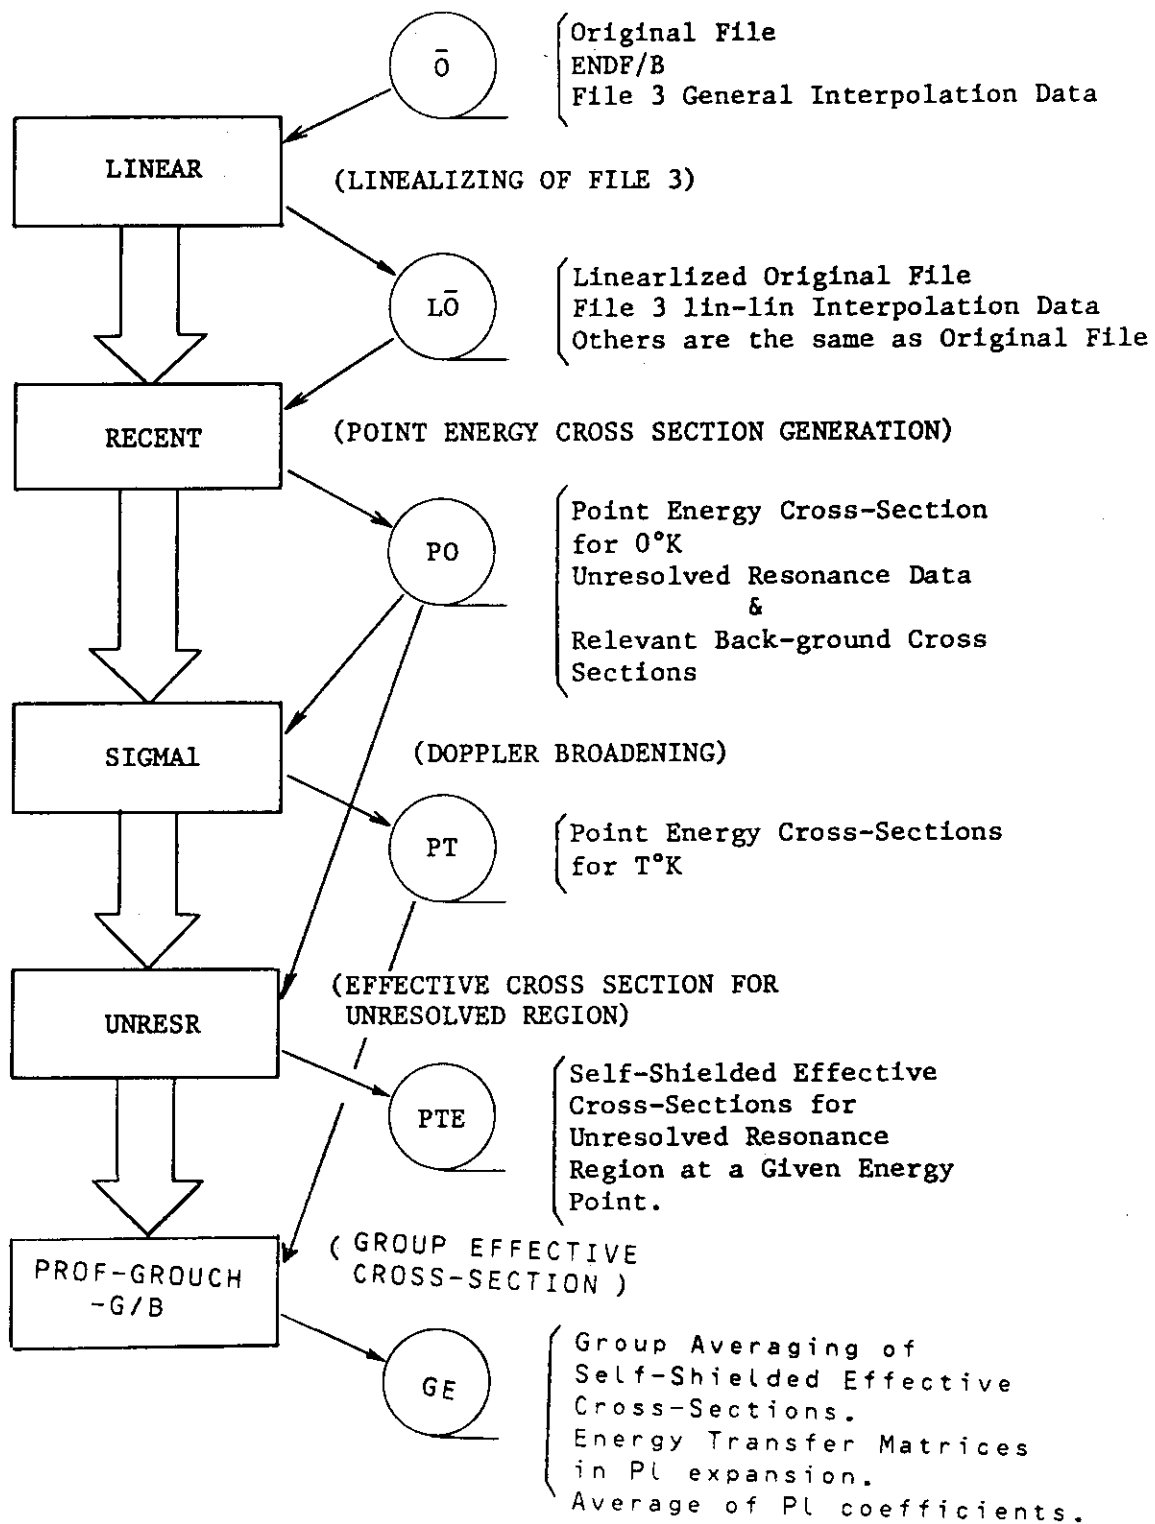 Ō
Original File
ENDF/B
File 3 General Interpolation Data
LINEAR
(LINEALIZING OF FILE 3)
LŌ
Linearlized Original File
File 3 lin-lin Interpolation Data
Others are the same as Original File
RECENT
(POINT ENERGY CROSS SECTION GENERATION)
PO
Point Energy Cross-Section
for 0°K
Unresolved Resonance Data
&
Relevant Back-ground Cross
Sections
SIGMA1
(DOPPLER BROADENING)
PT
Point Energy Cross-Sections
for T°K
UNRESR
(EFFECTIVE CROSS SECTION FOR
UNRESOLVED REGION)
PTE
Self-Shielded Effective
Cross-Sections for
Unresolved Resonance
Region at a Given Energy
Point.
PROF-GROUCH
-G/B
( GROUP EFFECTIVE
CROSS-SECTION )
GE
Group Averaging of
Self-Shielded Effective
Cross-Sections.
Energy Transfer Matrices
in Pl expansion.
Average of Pl coefficients.